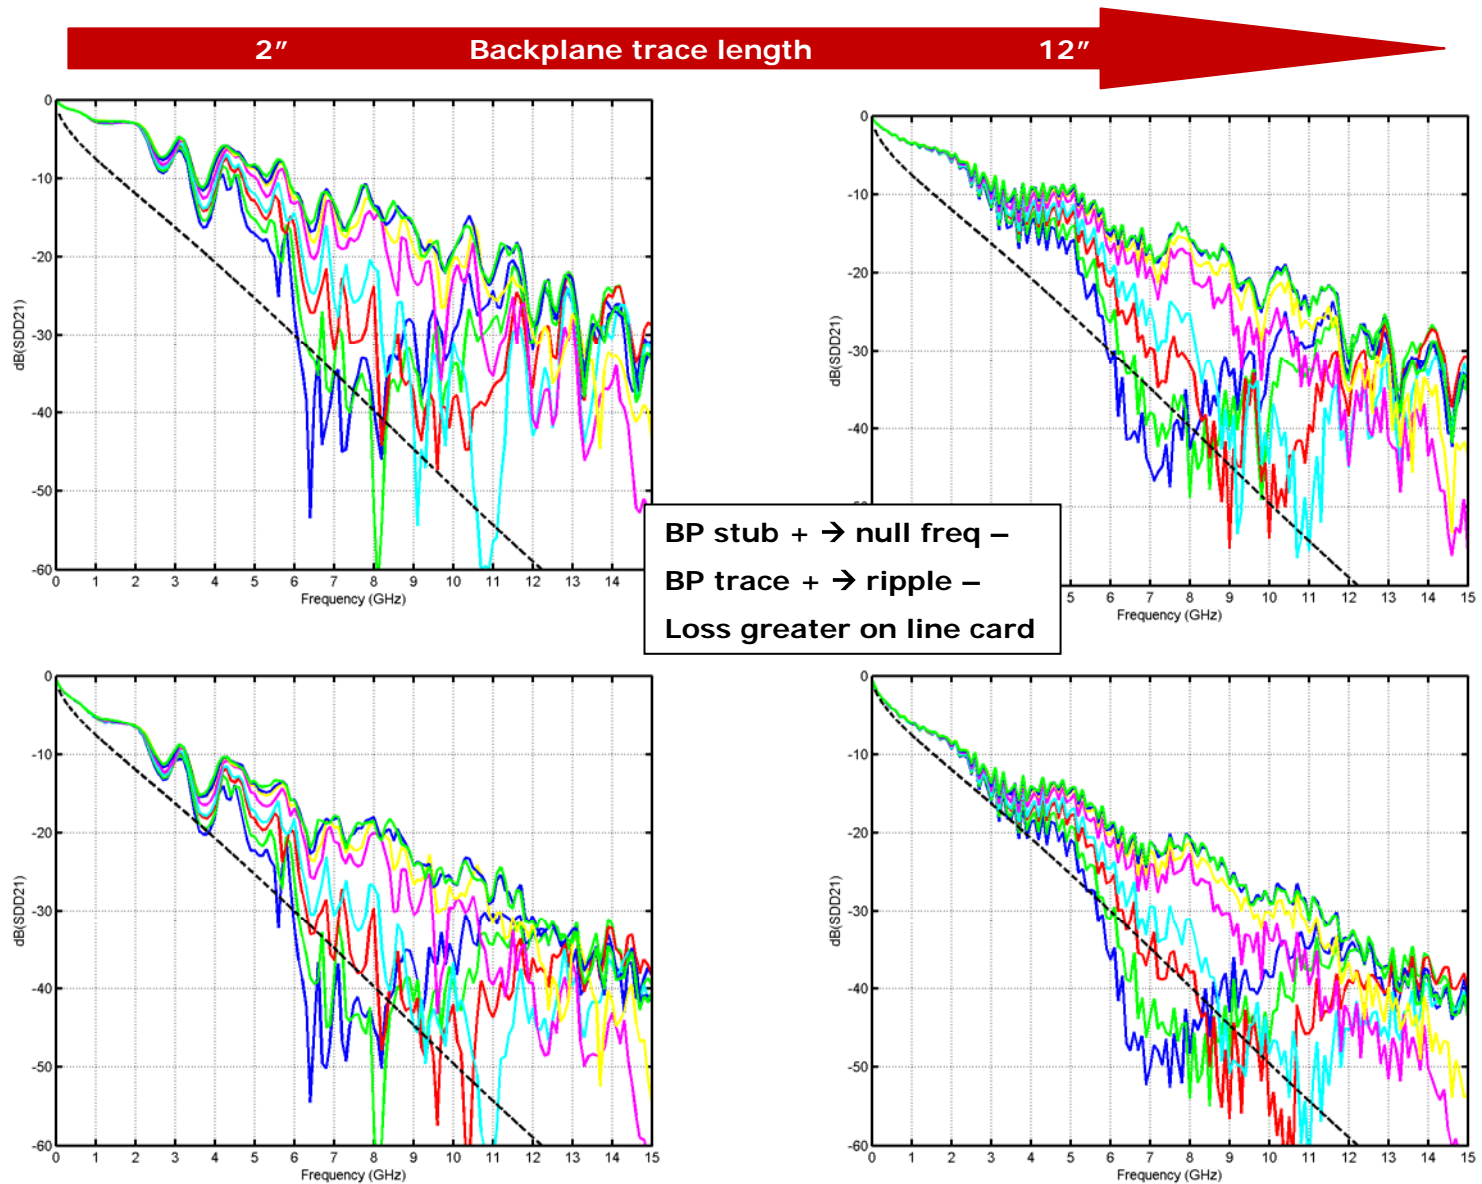 2” Backplane trace length 12”
0
-10
-20
-30
-40
-50
-60
dB(SDD21)
0 1 2 3 4 5 6 7 8 9 10 11 12 13 14 15
Frequency (GHz)
0
-10
-20
-30
-40
dB(SDD21)
5 6 7 8 9 10 11 12 13 14 15
Frequency (GHz)
BP stub + → null freq –
BP trace + → ripple –
Loss greater on line card
0
-10
-20
-30
-40
-50
-60
dB(SDD21)
0 1 2 3 4 5 6 7 8 9 10 11 12 13 14 15
Frequency (GHz)
0
-10
-20
-30
-40
-50
-60
dB(SDD21)
0 1 2 3 4 5 6 7 8 9 10 11 12 13 14 15
Frequency (GHz)